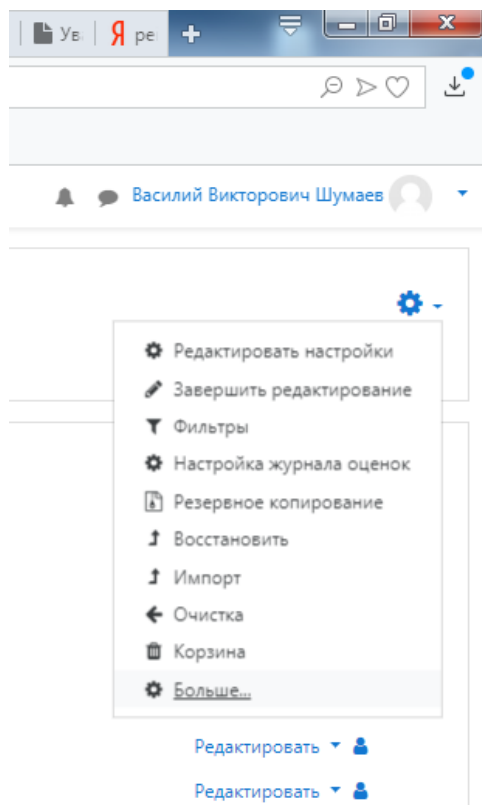 Ув Я ре
Василий Викторович Шумаев
Редактировать настройки
Завершить редактирование
Фильтры
Настройка журнала оценок
Резервное копирование
Восстановить
Импорт
Очистка
Корзина
Больше...
Редактировать
Редактировать